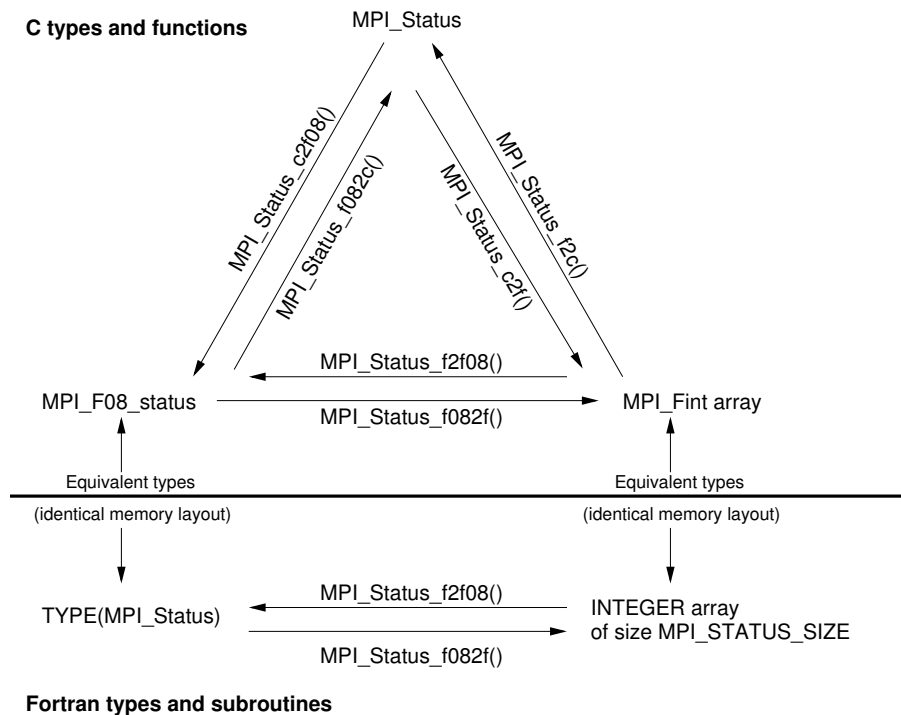 C types and functions
MPI_Status
MPI_Status_c2f08()
MPI_Status_f082c()
MPI_Status_c2f()
MPI_Status_f2c()
MPI_Status_f2f08()
MPI_F08_status
MPI_Fint array
MPI_Status_f082f()
Equivalent types
Equivalent types
(identical memory layout)
(identical memory layout)
MPI_Status_f2f08()
TYPE(MPI_Status)
INTEGER array
of size MPI_STATUS_SIZE
MPI_Status_f082f()
Fortran types and subroutines